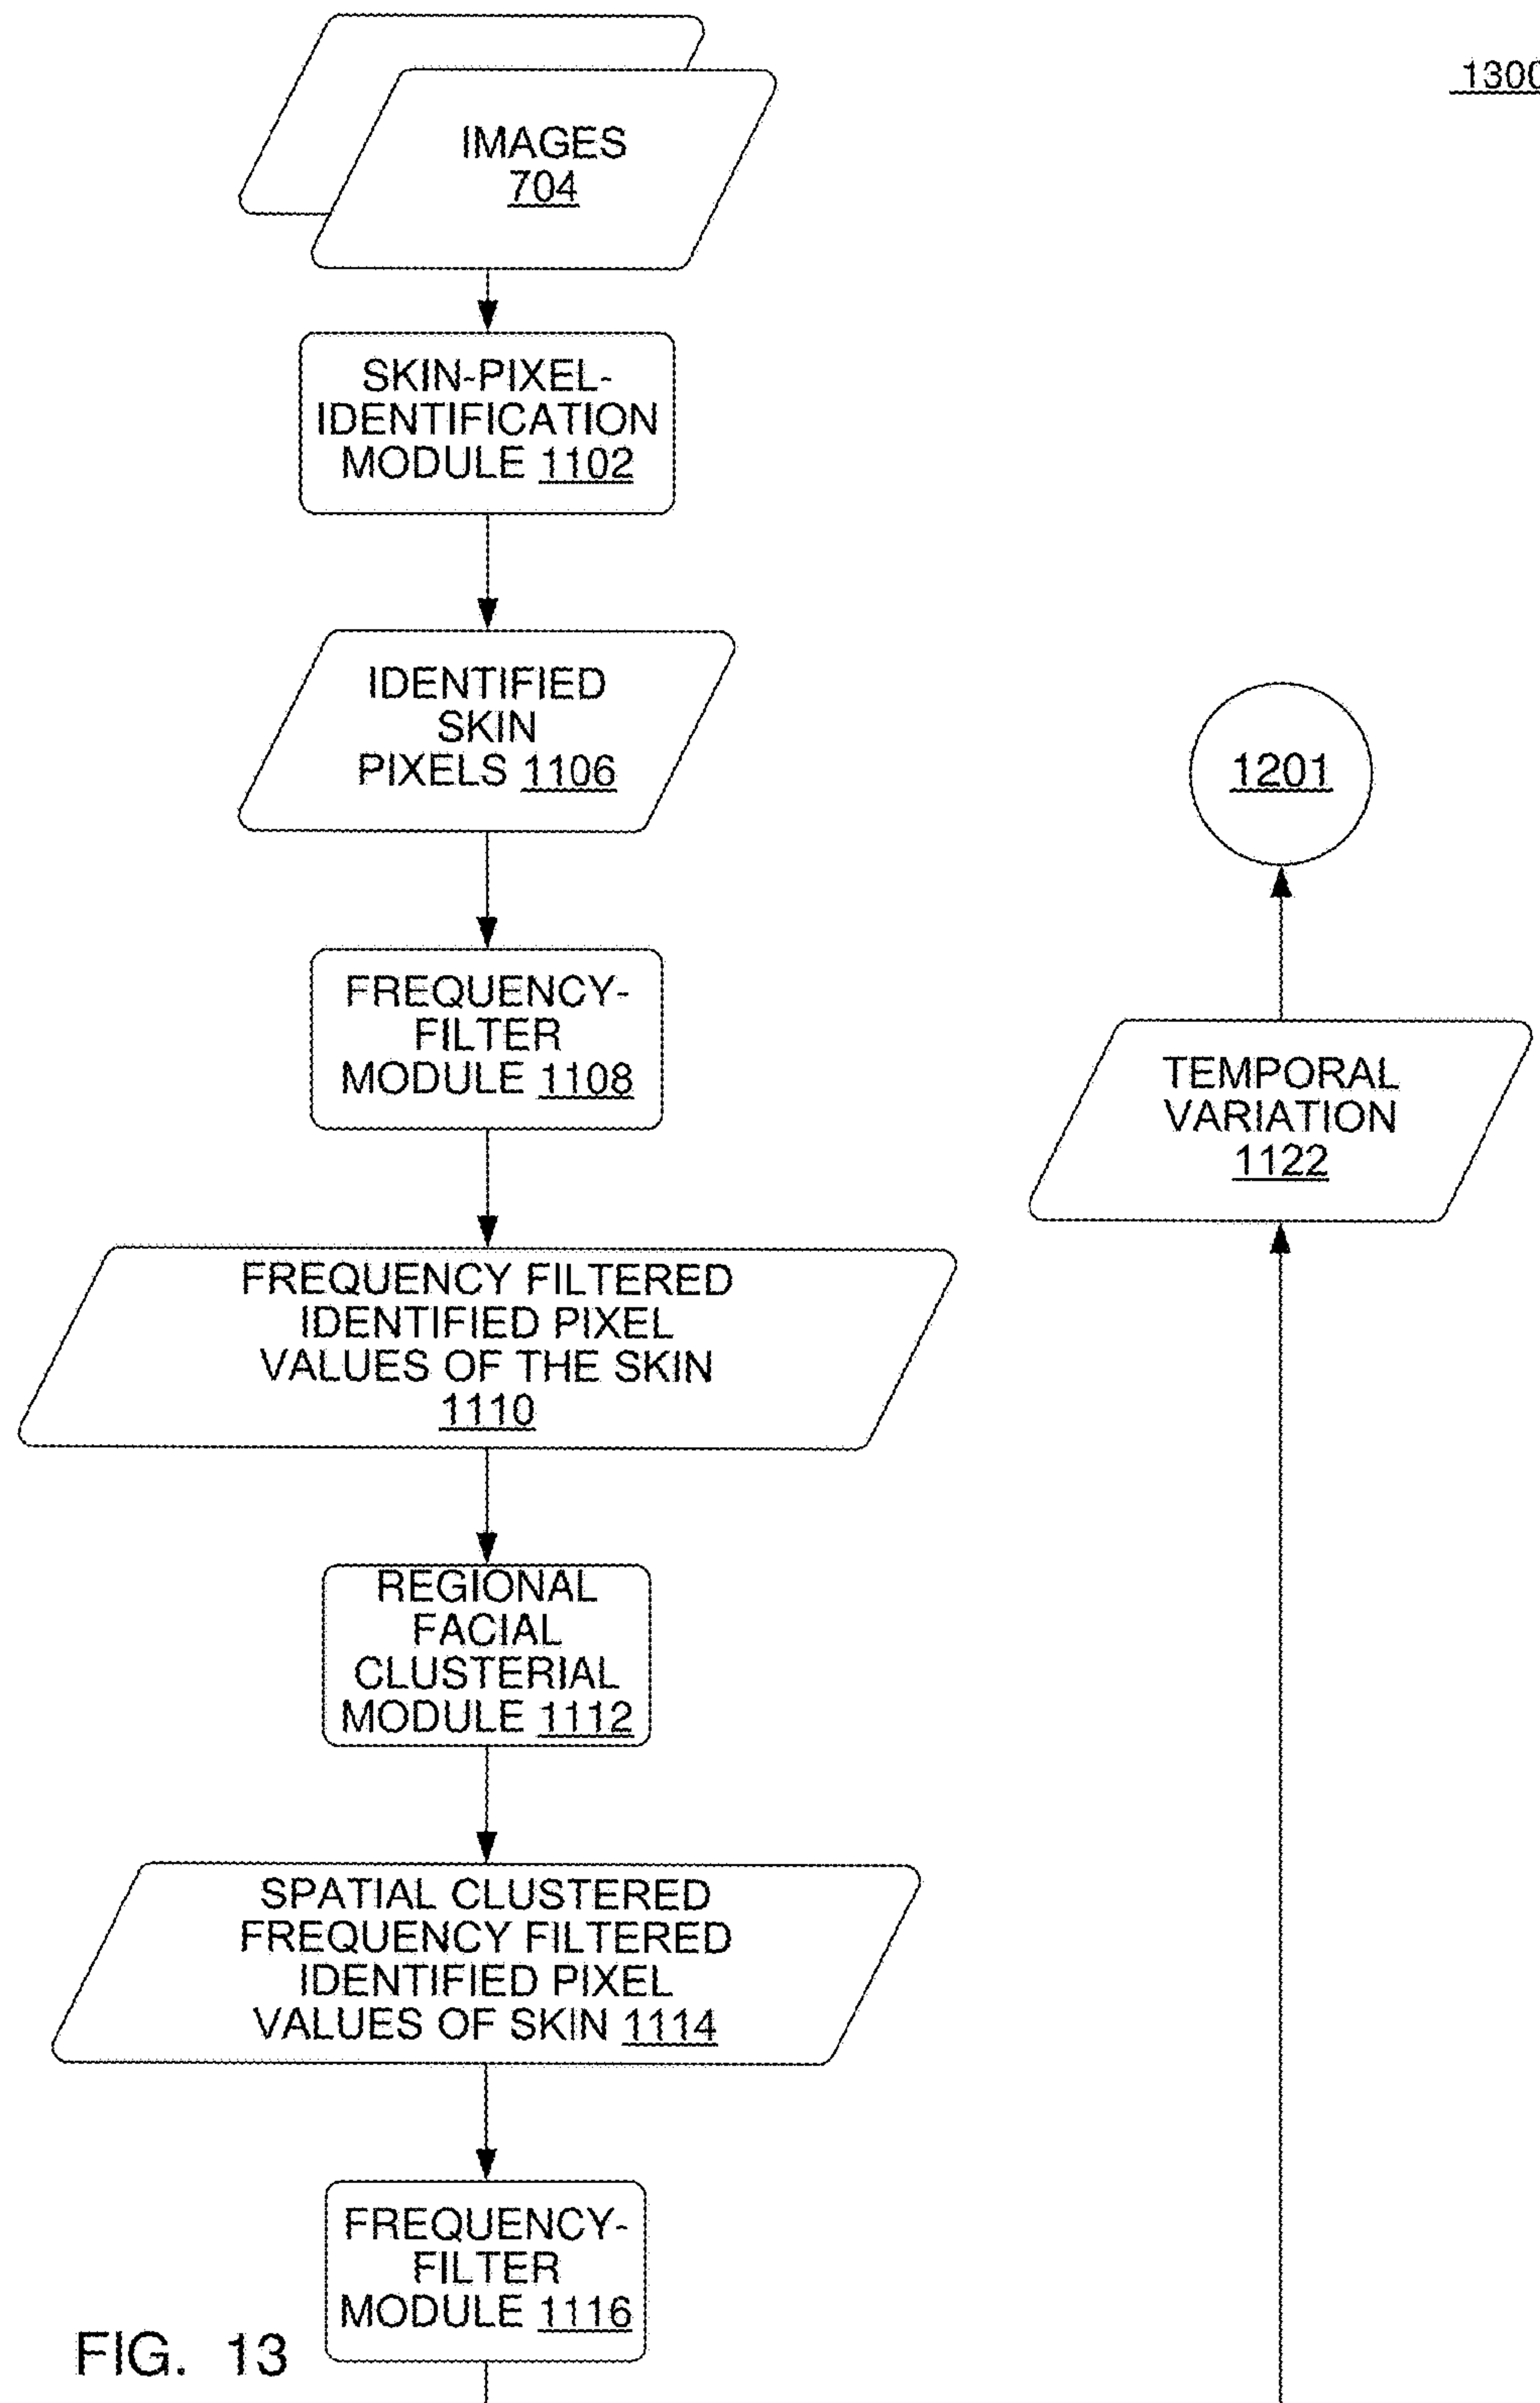 1300
IMAGES
704
SKIN-PIXEL-
IDENTIFICATION
MODULE 1102
IDENTIFIED
SKIN
PIXELS 1106
FREQUENCY-
FILTER
MODULE 1108
FREQUENCY FILTERED
IDENTIFIED PIXEL
VALUES OF THE SKIN
1110
REGIONAL
FACIAL
CLUSTERIAL
MODULE 1112
SPATIAL CLUSTERED
FREQUENCY FILTERED
IDENTIFIED PIXEL
VALUES OF SKIN 1114
FREQUENCY-
FILTER
MODULE 1116
1201
TEMPORAL
VARIATION
1122
FIG. 13